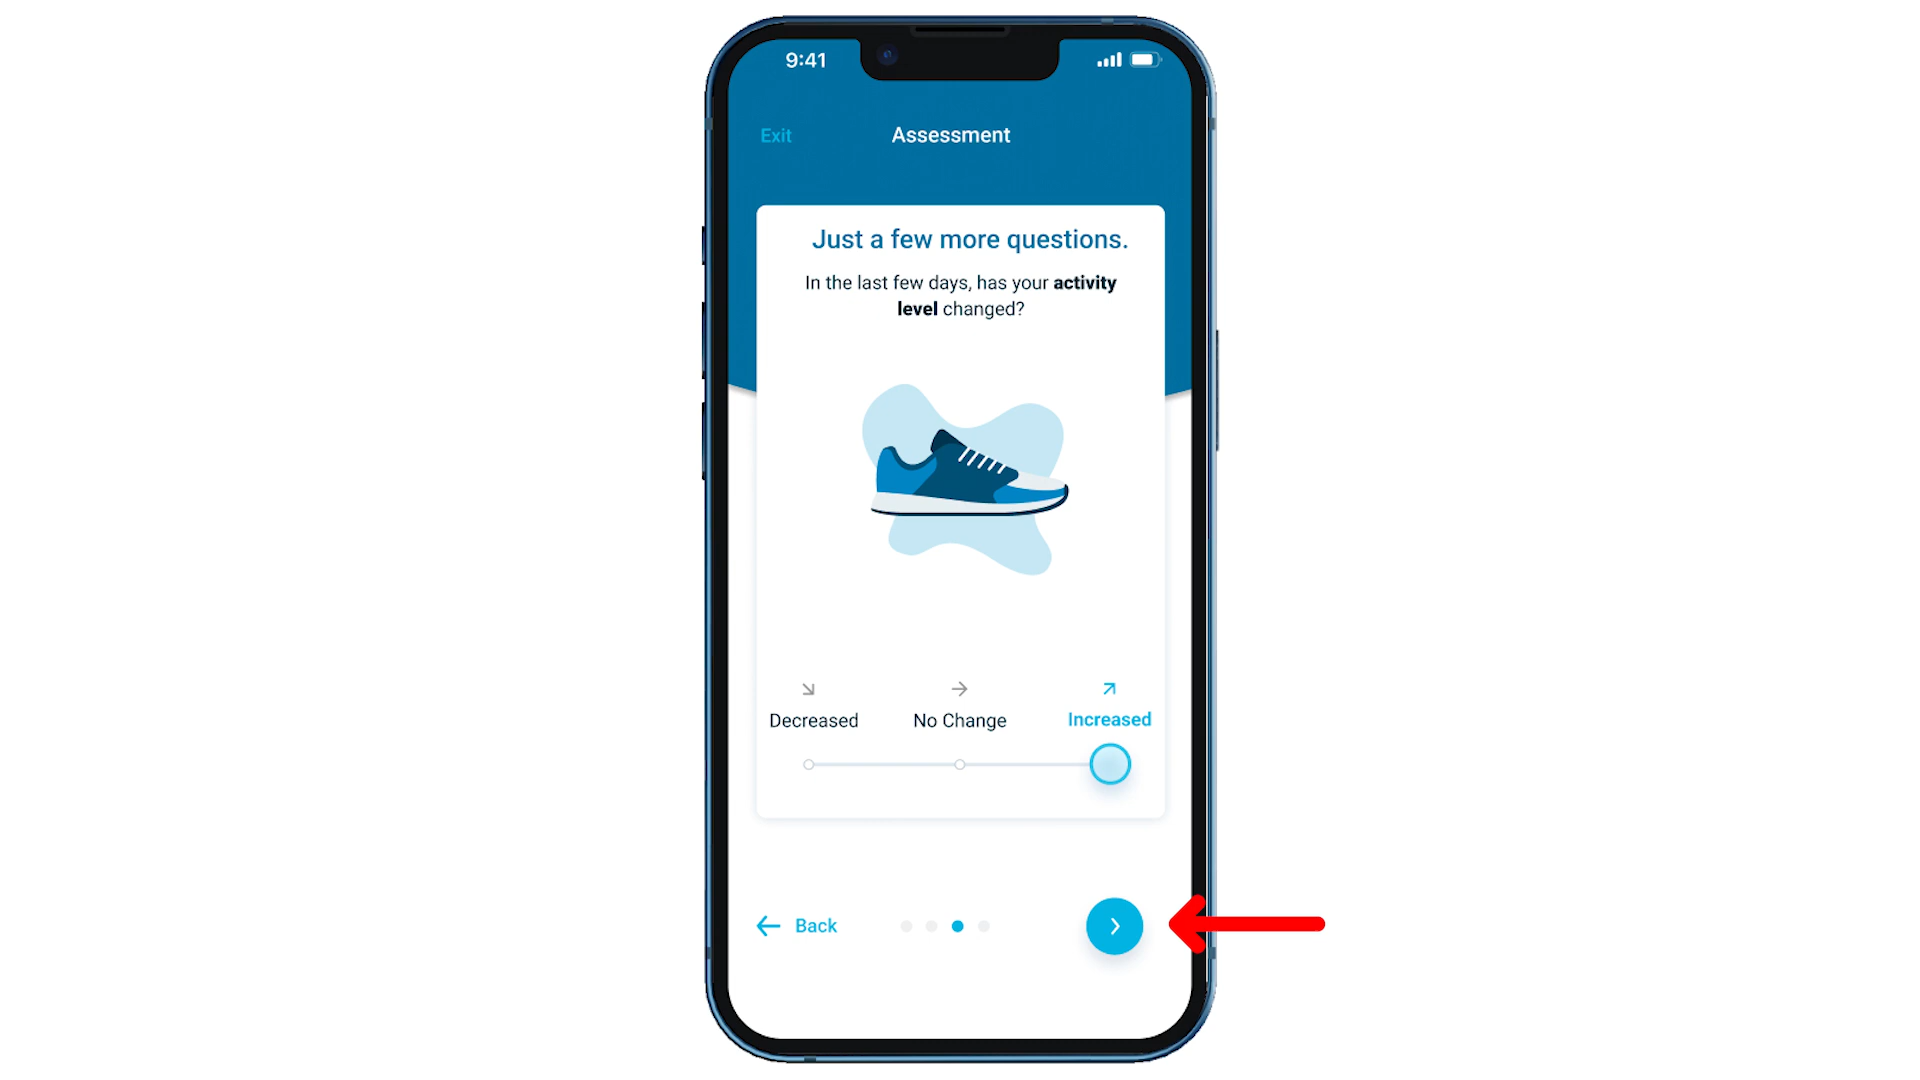 9:41
Exit
Assessment
Just a few more questions.
In the last few days, has your activity
level changed?
Decreased
No Change
Increased
Back